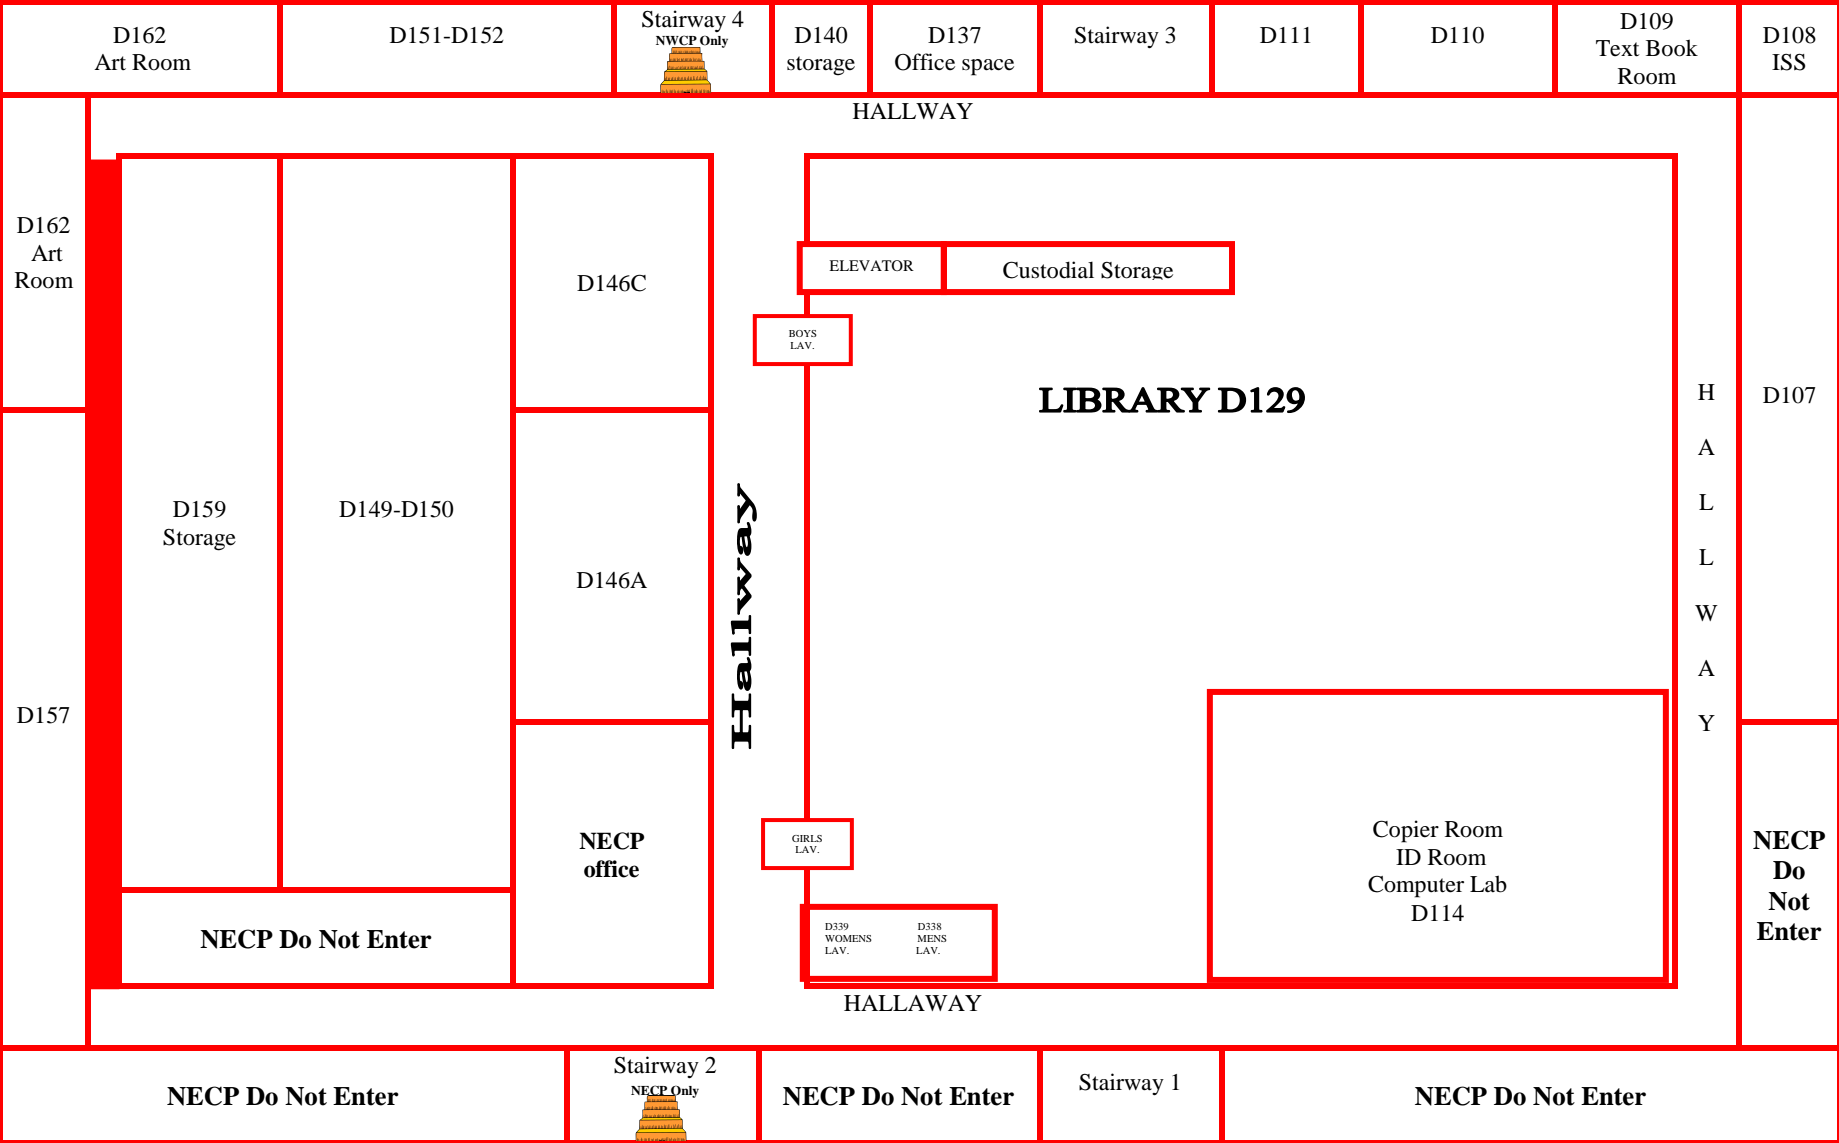 D162
Art Room
D151-D152
Stairway 4
NWCP Only
D140
storage
D137
Office space
Stairway 3
D111
D110
D109
Text Book
Room
D108
ISS
HALLWAY
D162
Art
Room
D146C
ELEVATOR
Custodial Storage
BOYS
LAV.
LIBRARY D129
H
A
L
L
W
A
Y
D107
D159
Storage
D149-D150
Hallway
D146A
D157
NECP
office
GIRLS
LAV.
Copier Room
ID Room
Computer Lab
D114
NECP
Do
Not
Enter
NECP Do Not Enter
D339
WOMENS
LAV.
D338
MENS
LAV.
HALLAWAY
NECP Do Not Enter
Stairway 2
NECP Only
NECP Do Not Enter
Stairway 1
NECP Do Not Enter